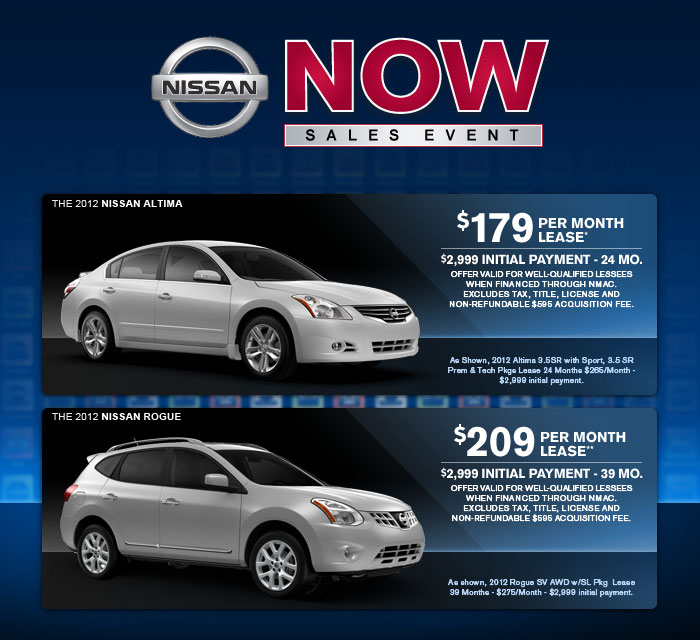 NISSAN
NOW
SALES EVENT
THE 2012 NISSAN ALTIMA
$179 PER MONTH
LEASE*
$2,999 INITIAL PAYMENT - 24 MO.
OFFER VALID FOR WELL-QUALIFIED LESSEES
WHEN FINANCED THROUGH NMAC.
EXCLUDES TAX, TITLE, LICENSE AND
NON-REFUNDABLE $595 ACQUISITION FEE.
As Shown, 2012 Altima 3.5SR with Sport, 3.5 SR
Prem & Tech Pkgs Lease 24 Months $265/Month -
$2,999 initial payment.
THE 2012 NISSAN ROGUE
$209 PER MONTH
LEASE**
$2,999 INITIAL PAYMENT - 39 MO.
OFFER VALID FOR WELL-QUALIFIED LESSEES
WHEN FINANCED THROUGH NMAC.
EXCLUDES TAX, TITLE, LICENSE AND
NON-REFUNDABLE $595 ACQUISITION FEE.
As shown, 2012 Rogue SV AWD w/SL Pkg Lease
39 Months - $275/Month - $2,999 initial payment.